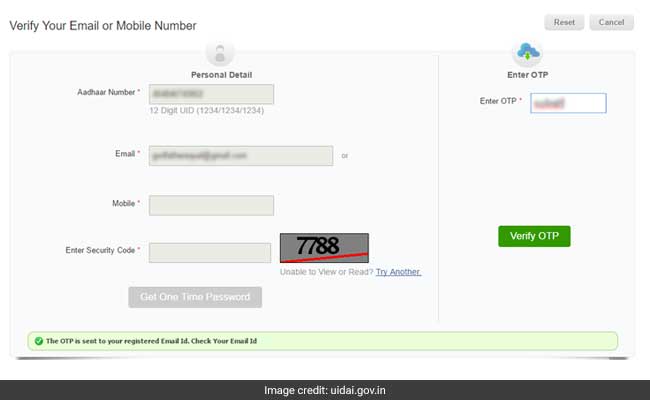 Verify Your Email or Mobile Number
Reset
Cancel
Personal Detail
Aadhaar Number *
12 Digit UID (1234/1234/1234)
Email *
or
Mobile *
Enter Security Code *
7788
Unable to View or Read? Try Another.
Get One Time Password
Enter OTP
Enter OTP *
Verify OTP
The OTP is sent to your registered Email Id. Check Your Email Id
Image credit: uidai.gov.in